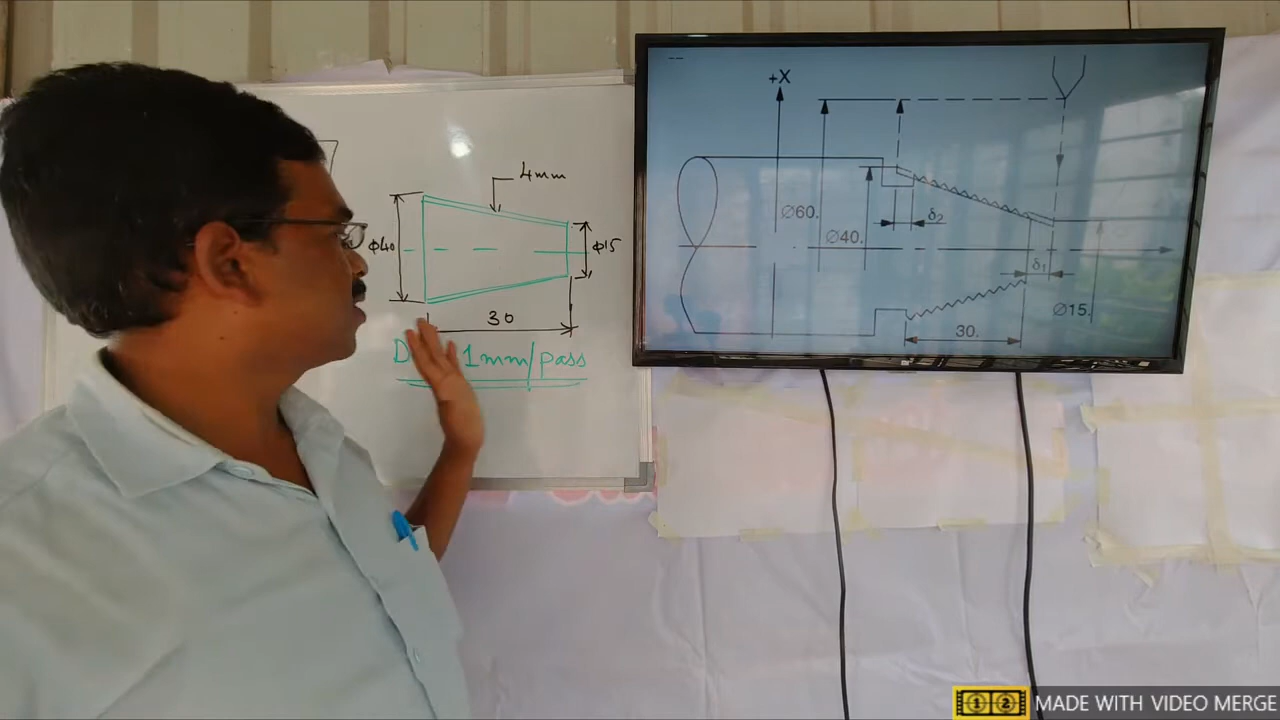 4mm
φ40
φ15
30
1mm/pass
+X
Ø60.
Ø40.
δ2
δ1
Ø15.
30.
MADE WITH VIDEO MERGE